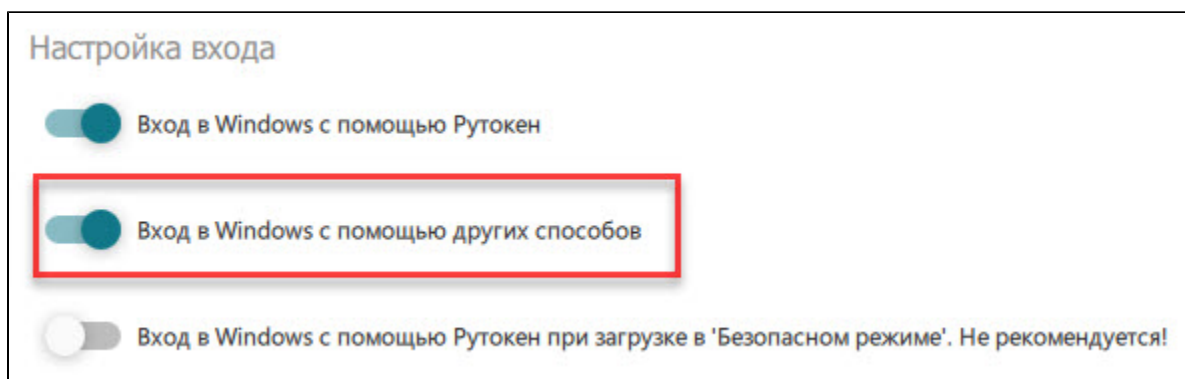 Настройка входа
Вход в Windows с помощью Рутокен
Вход в Windows с помощью других способов
Вход в Windows с помощью Рутокен при загрузке в 'Безопасном режиме'. Не рекомендуется!